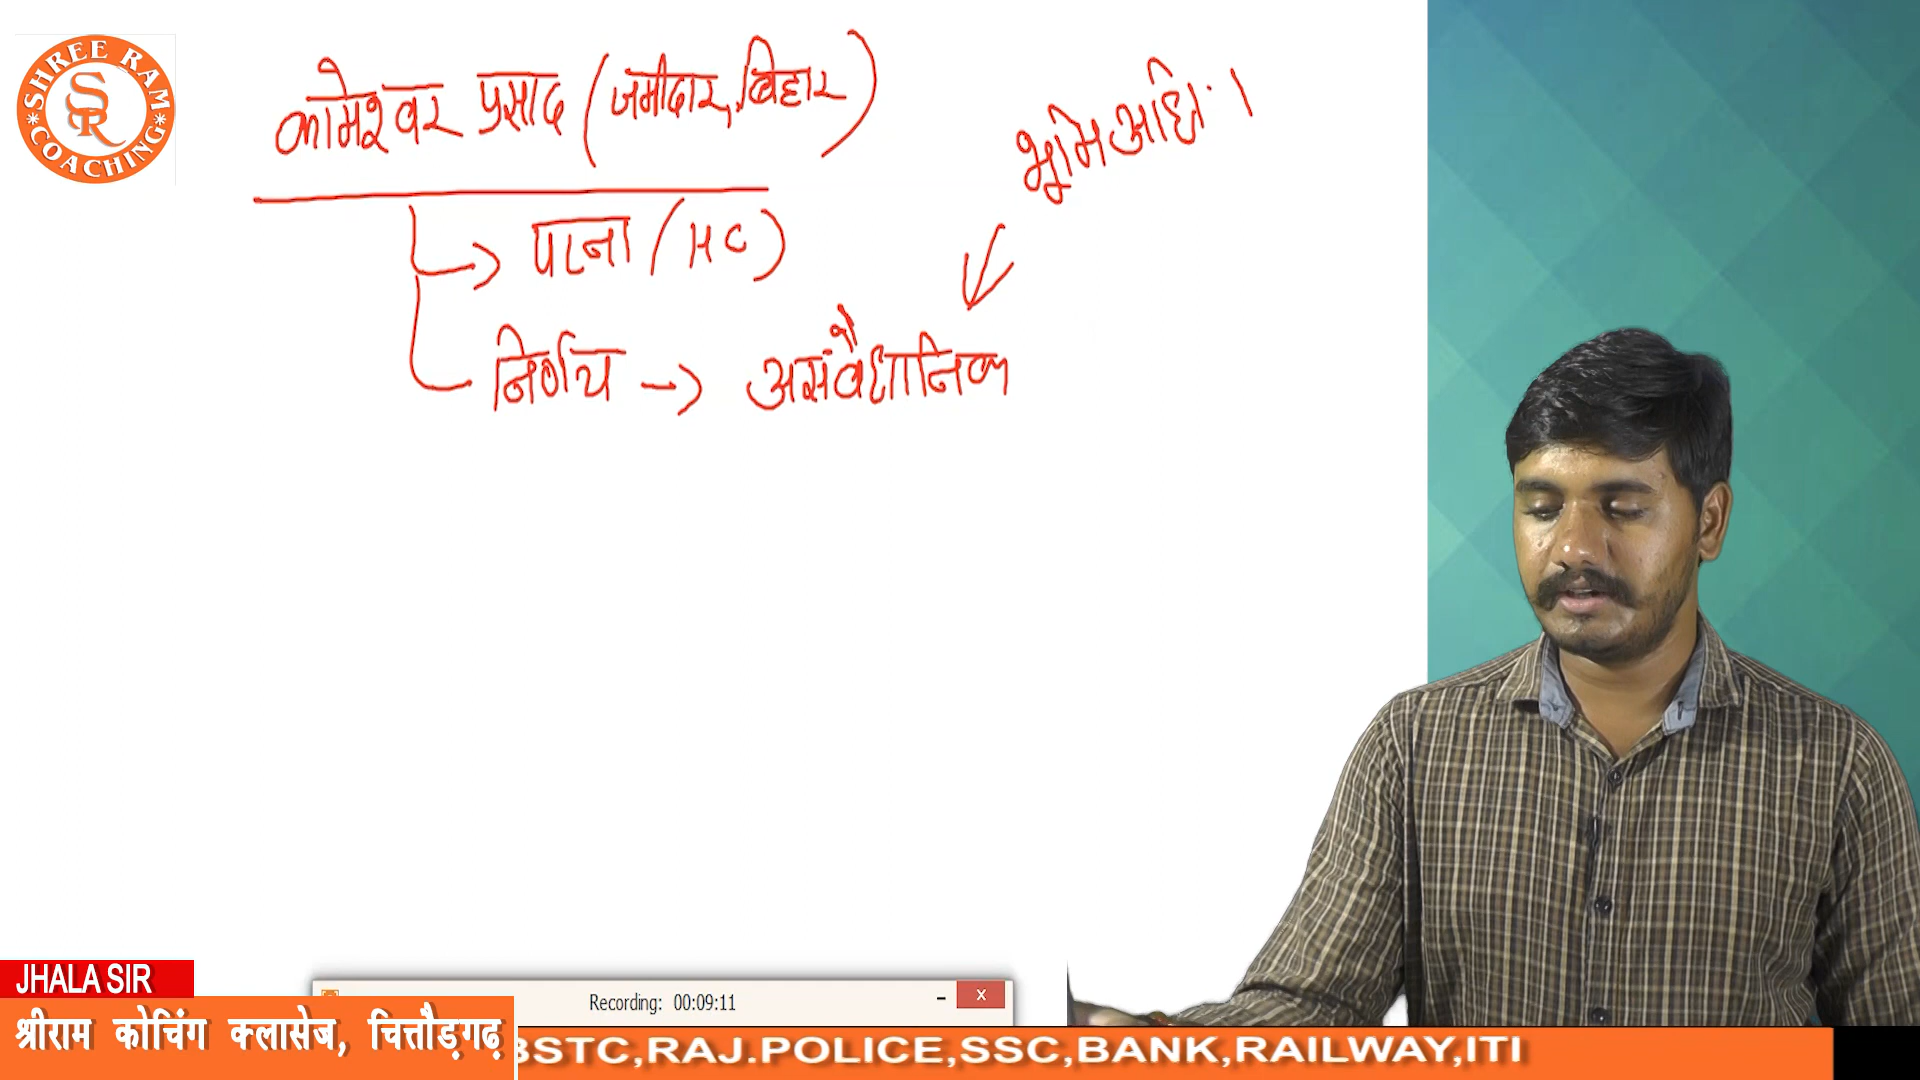 SHREE RAM
SR
COACHING
कामेश्वर प्रसाद (जमीदार, बिहार)
भूमि अधि. 1
पटना (HC)
निर्णय → असंवैधानिक
Recording: 00:09:11
JHALA SIR
श्रीराम कोचिंग क्लासेज, चित्तौड़गढ़
BSTC,RAJ.POLICE,SSC,BANK,RAILWAY,ITI